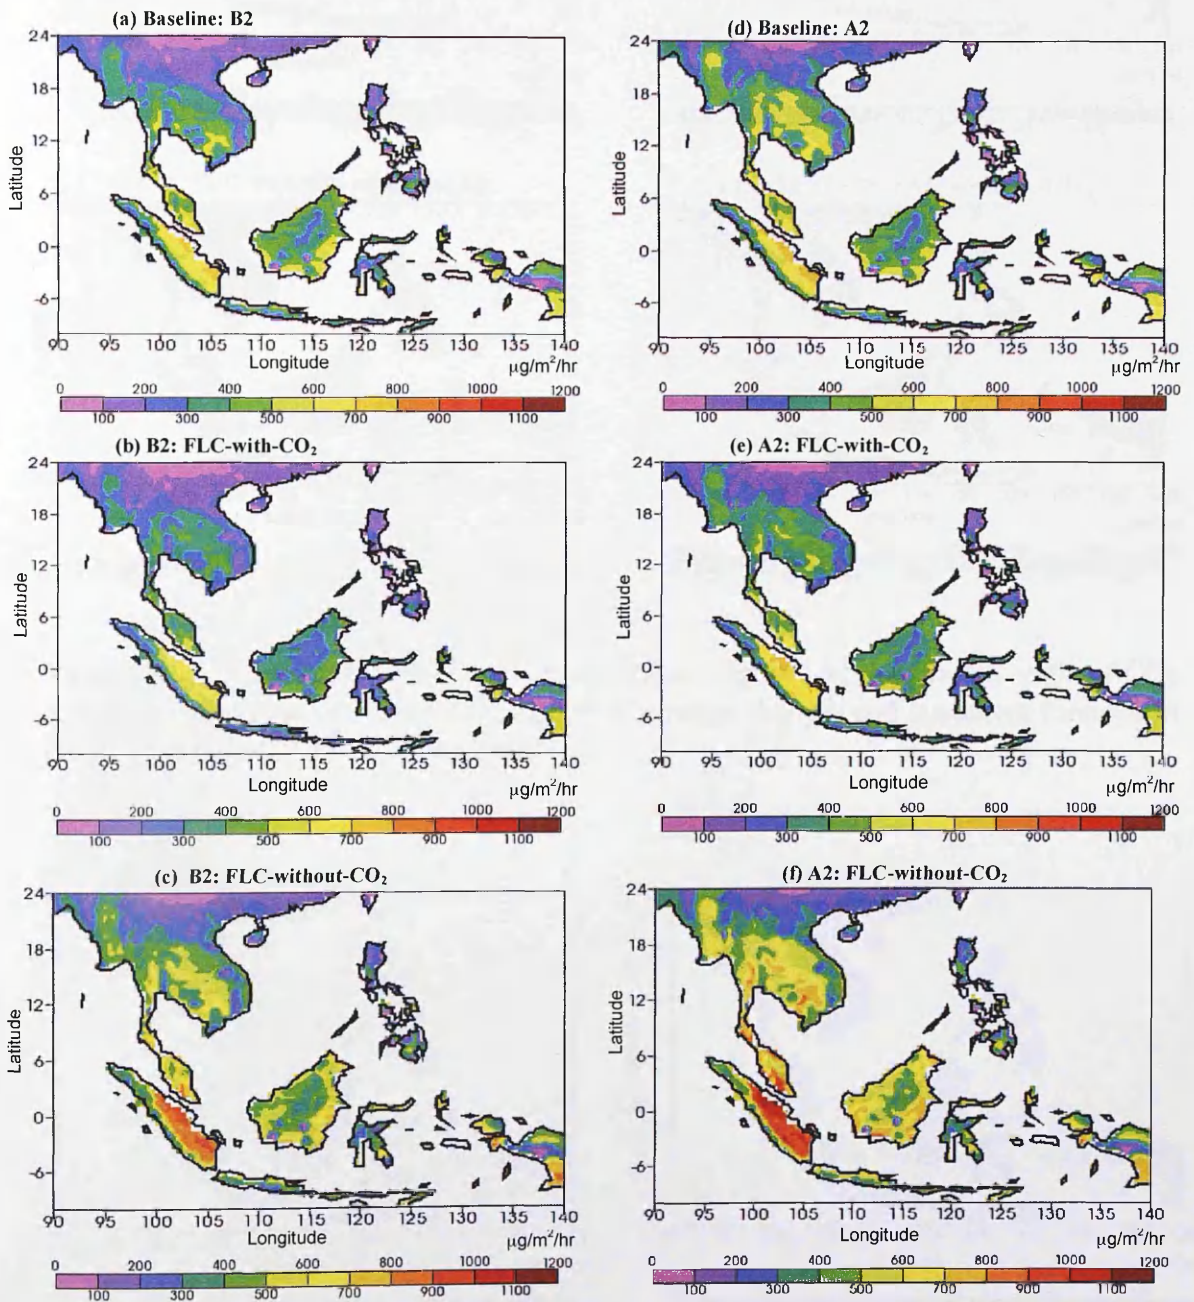 (a) Baseline: B2
24
18
12
6
0
-6
Latitude
90 95 100 105 110 115 120 125 130 135 140
Longitude
µg/m²/hr
0 200 400 600 800 1000 1200
100 300 500 700 900 1100
(d) Baseline: A2
24
18
12
6
0
-6
Latitude
90 95 100 105 110 115 120 125 130 135 140
Longitude
µg/m²/hr
0 200 400 600 800 1000 1200
100 300 500 700 900 1100
(b) B2: FLC-with-CO₂
24
18
12
6
0
-6
Latitude
90 95 100 105 110 115 120 125 130 135 140
Longitude
µg/m²/hr
0 200 400 600 800 1000 1200
100 300 500 700 900 1100
(e) A2: FLC-with-CO₂
24
18
12
6
0
-6
Latitude
90 95 100 105 110 115 120 125 130 135 140
Longitude
µg/m²/hr
0 200 400 600 800 1000 1200
100 300 500 700 900 1100
(c) B2: FLC-without-CO₂
24
18
12
6
0
-6
Latitude
90 95 100 105 110 115 120 125 130 135 140
Longitude
µg/m²/hr
0 200 400 600 800 1000 1200
100 300 500 700 900 1100
(f) A2: FLC-without-CO₂
24
18
12
6
0
-6
Latitude
90 95 100 105 110 115 120 125 130 135 140
Longitude
µg/m²/hr
0 200 400 600 800 1000 1200
100 300 500 700 900 1100